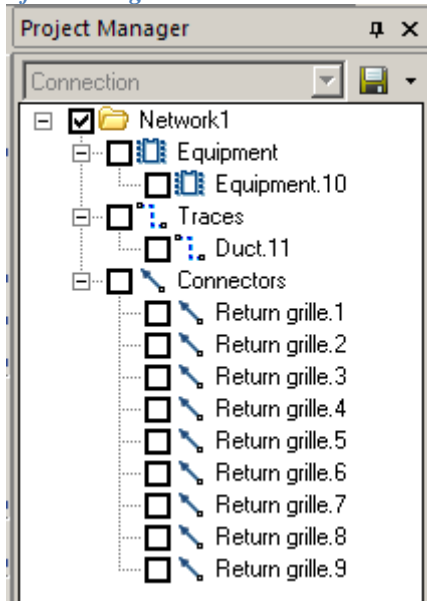 Project Manager
Connection
Network1
Equipment
Equipment.10
Traces
Duct.11
Connectors
Return grille.1
Return grille.2
Return grille.3
Return grille.4
Return grille.5
Return grille.6
Return grille.7
Return grille.8
Return grille.9